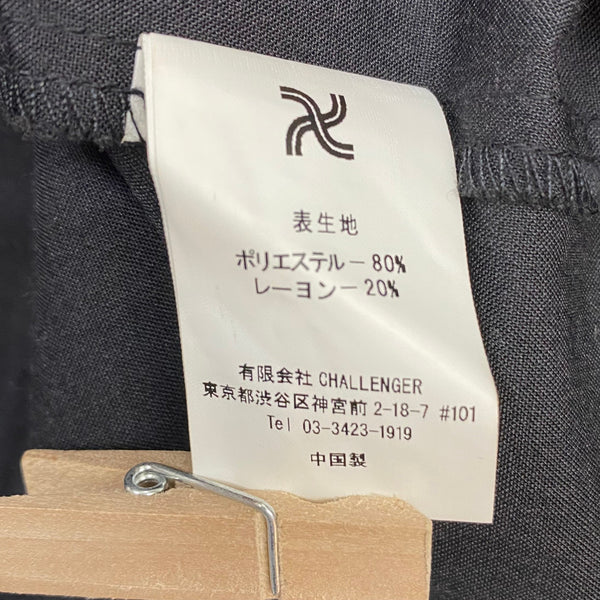 表生地
ポリエステル－80%
レーヨン－20%
有限会社 CHALLENGER
東京都渋谷区神宮前 2-18-7 #101
Tel 03-3423-1919
中国製